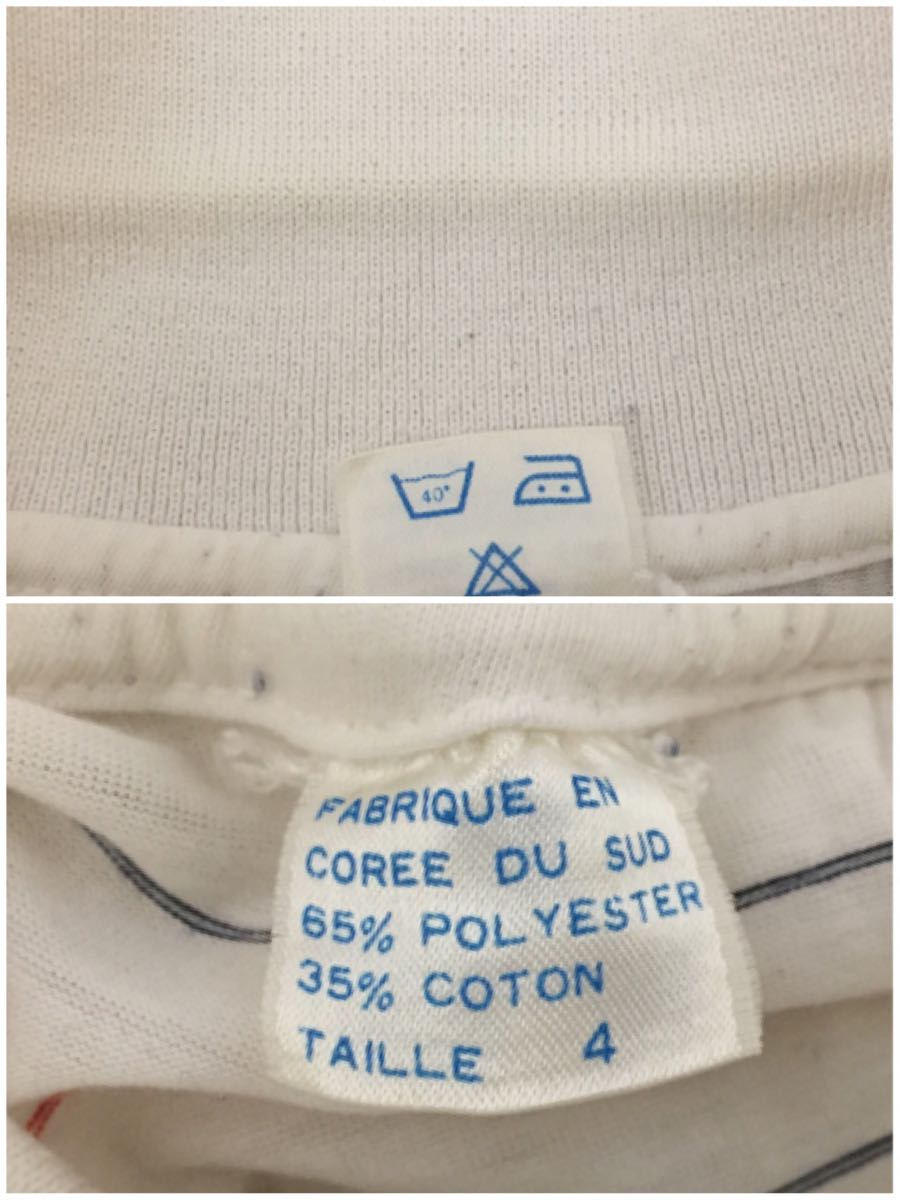 40°
FABRIQUE EN
COREE DU SUD
65% POLYESTER
35% COTON
TAILLE 4